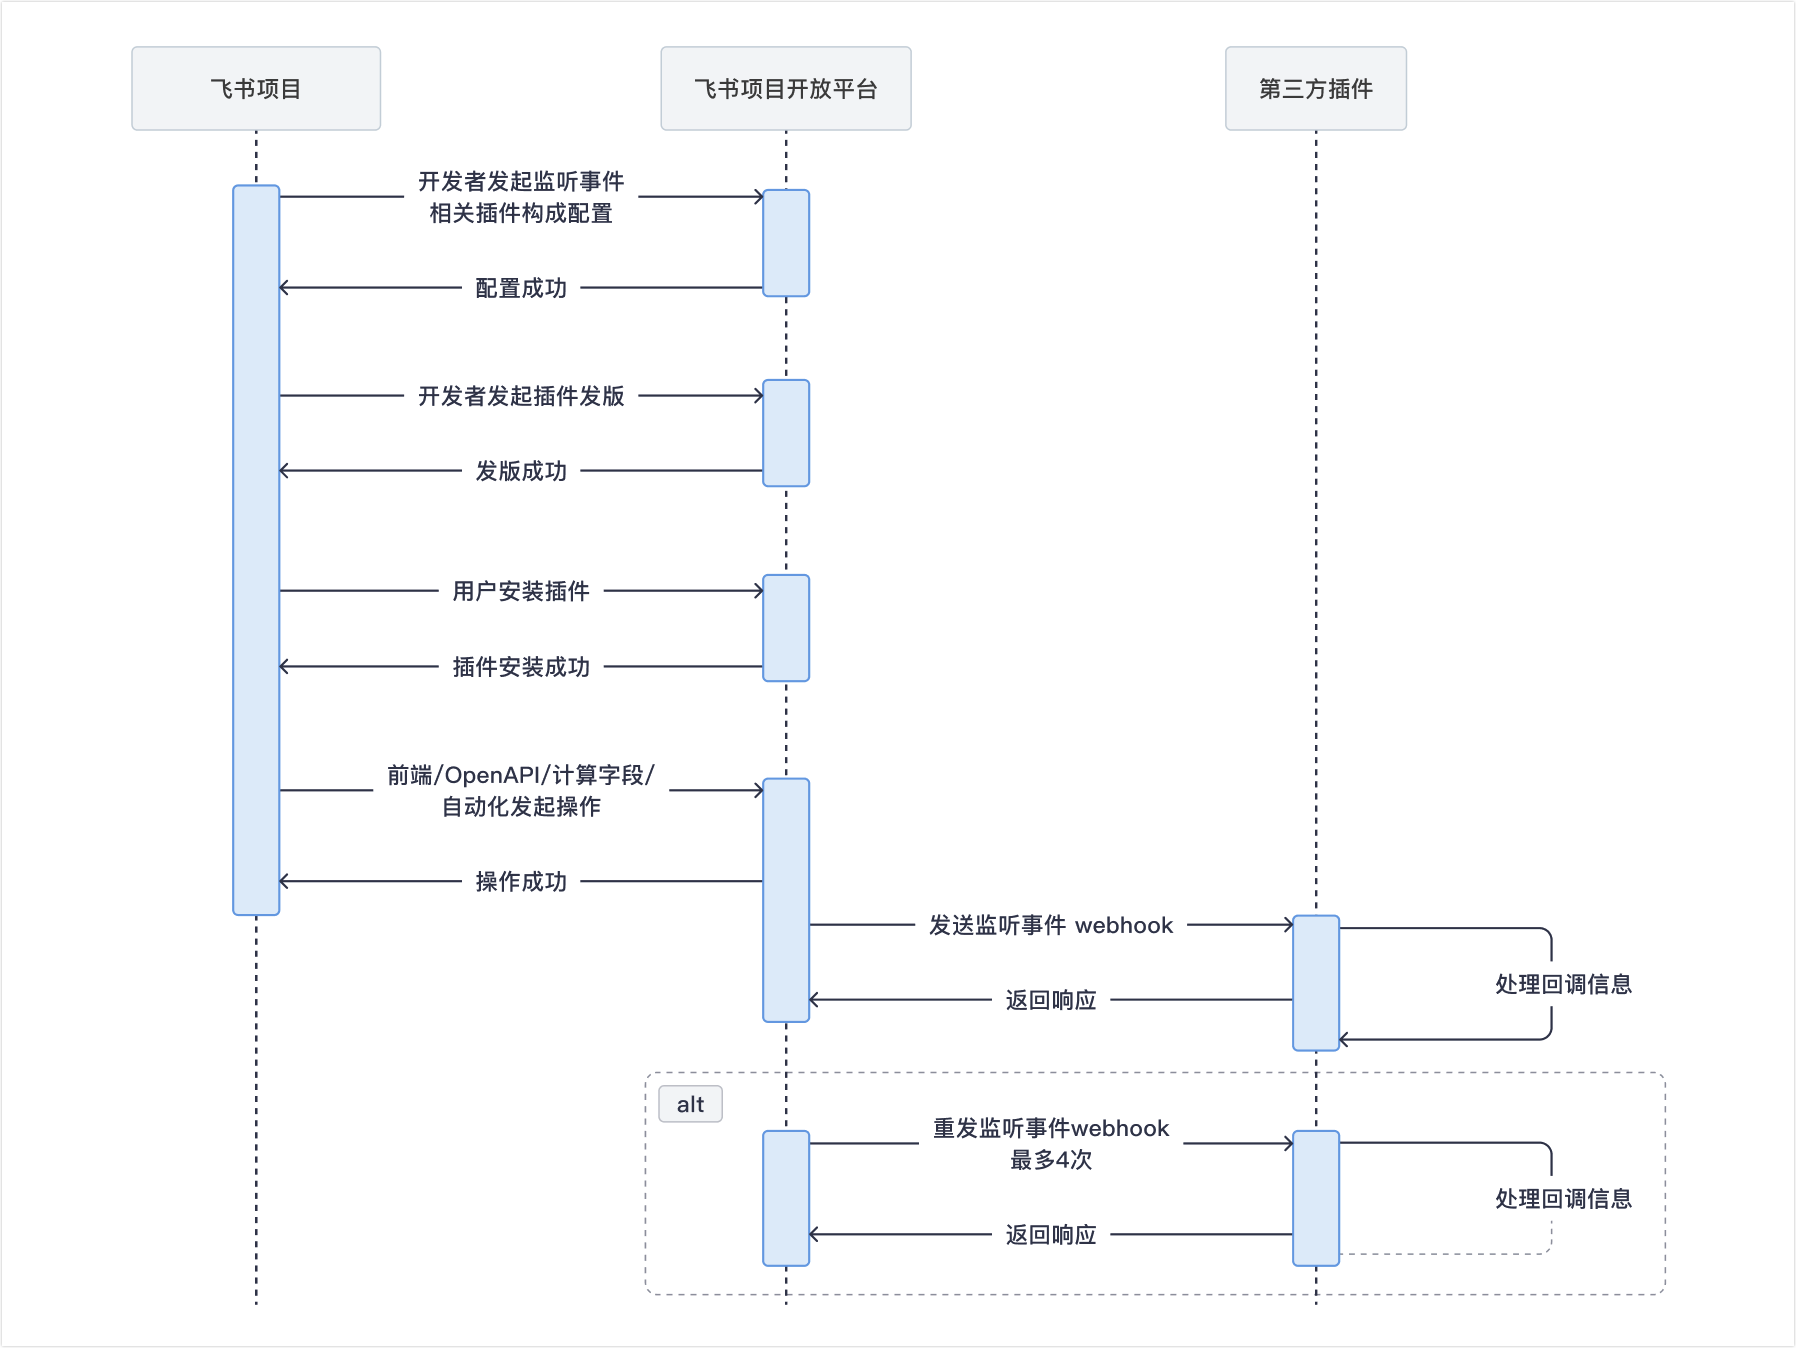 飞书项目
飞书项目开放平台
第三方插件
开发者发起监听事件
相关插件构成配置
配置成功
开发者发起插件发版
发版成功
用户安装插件
插件安装成功
前端/OpenAPI/计算字段/
自动化发起操作
操作成功
发送监听事件 webhook
处理回调信息
返回响应
alt
重发监听事件webhook
最多4次
处理回调信息
返回响应